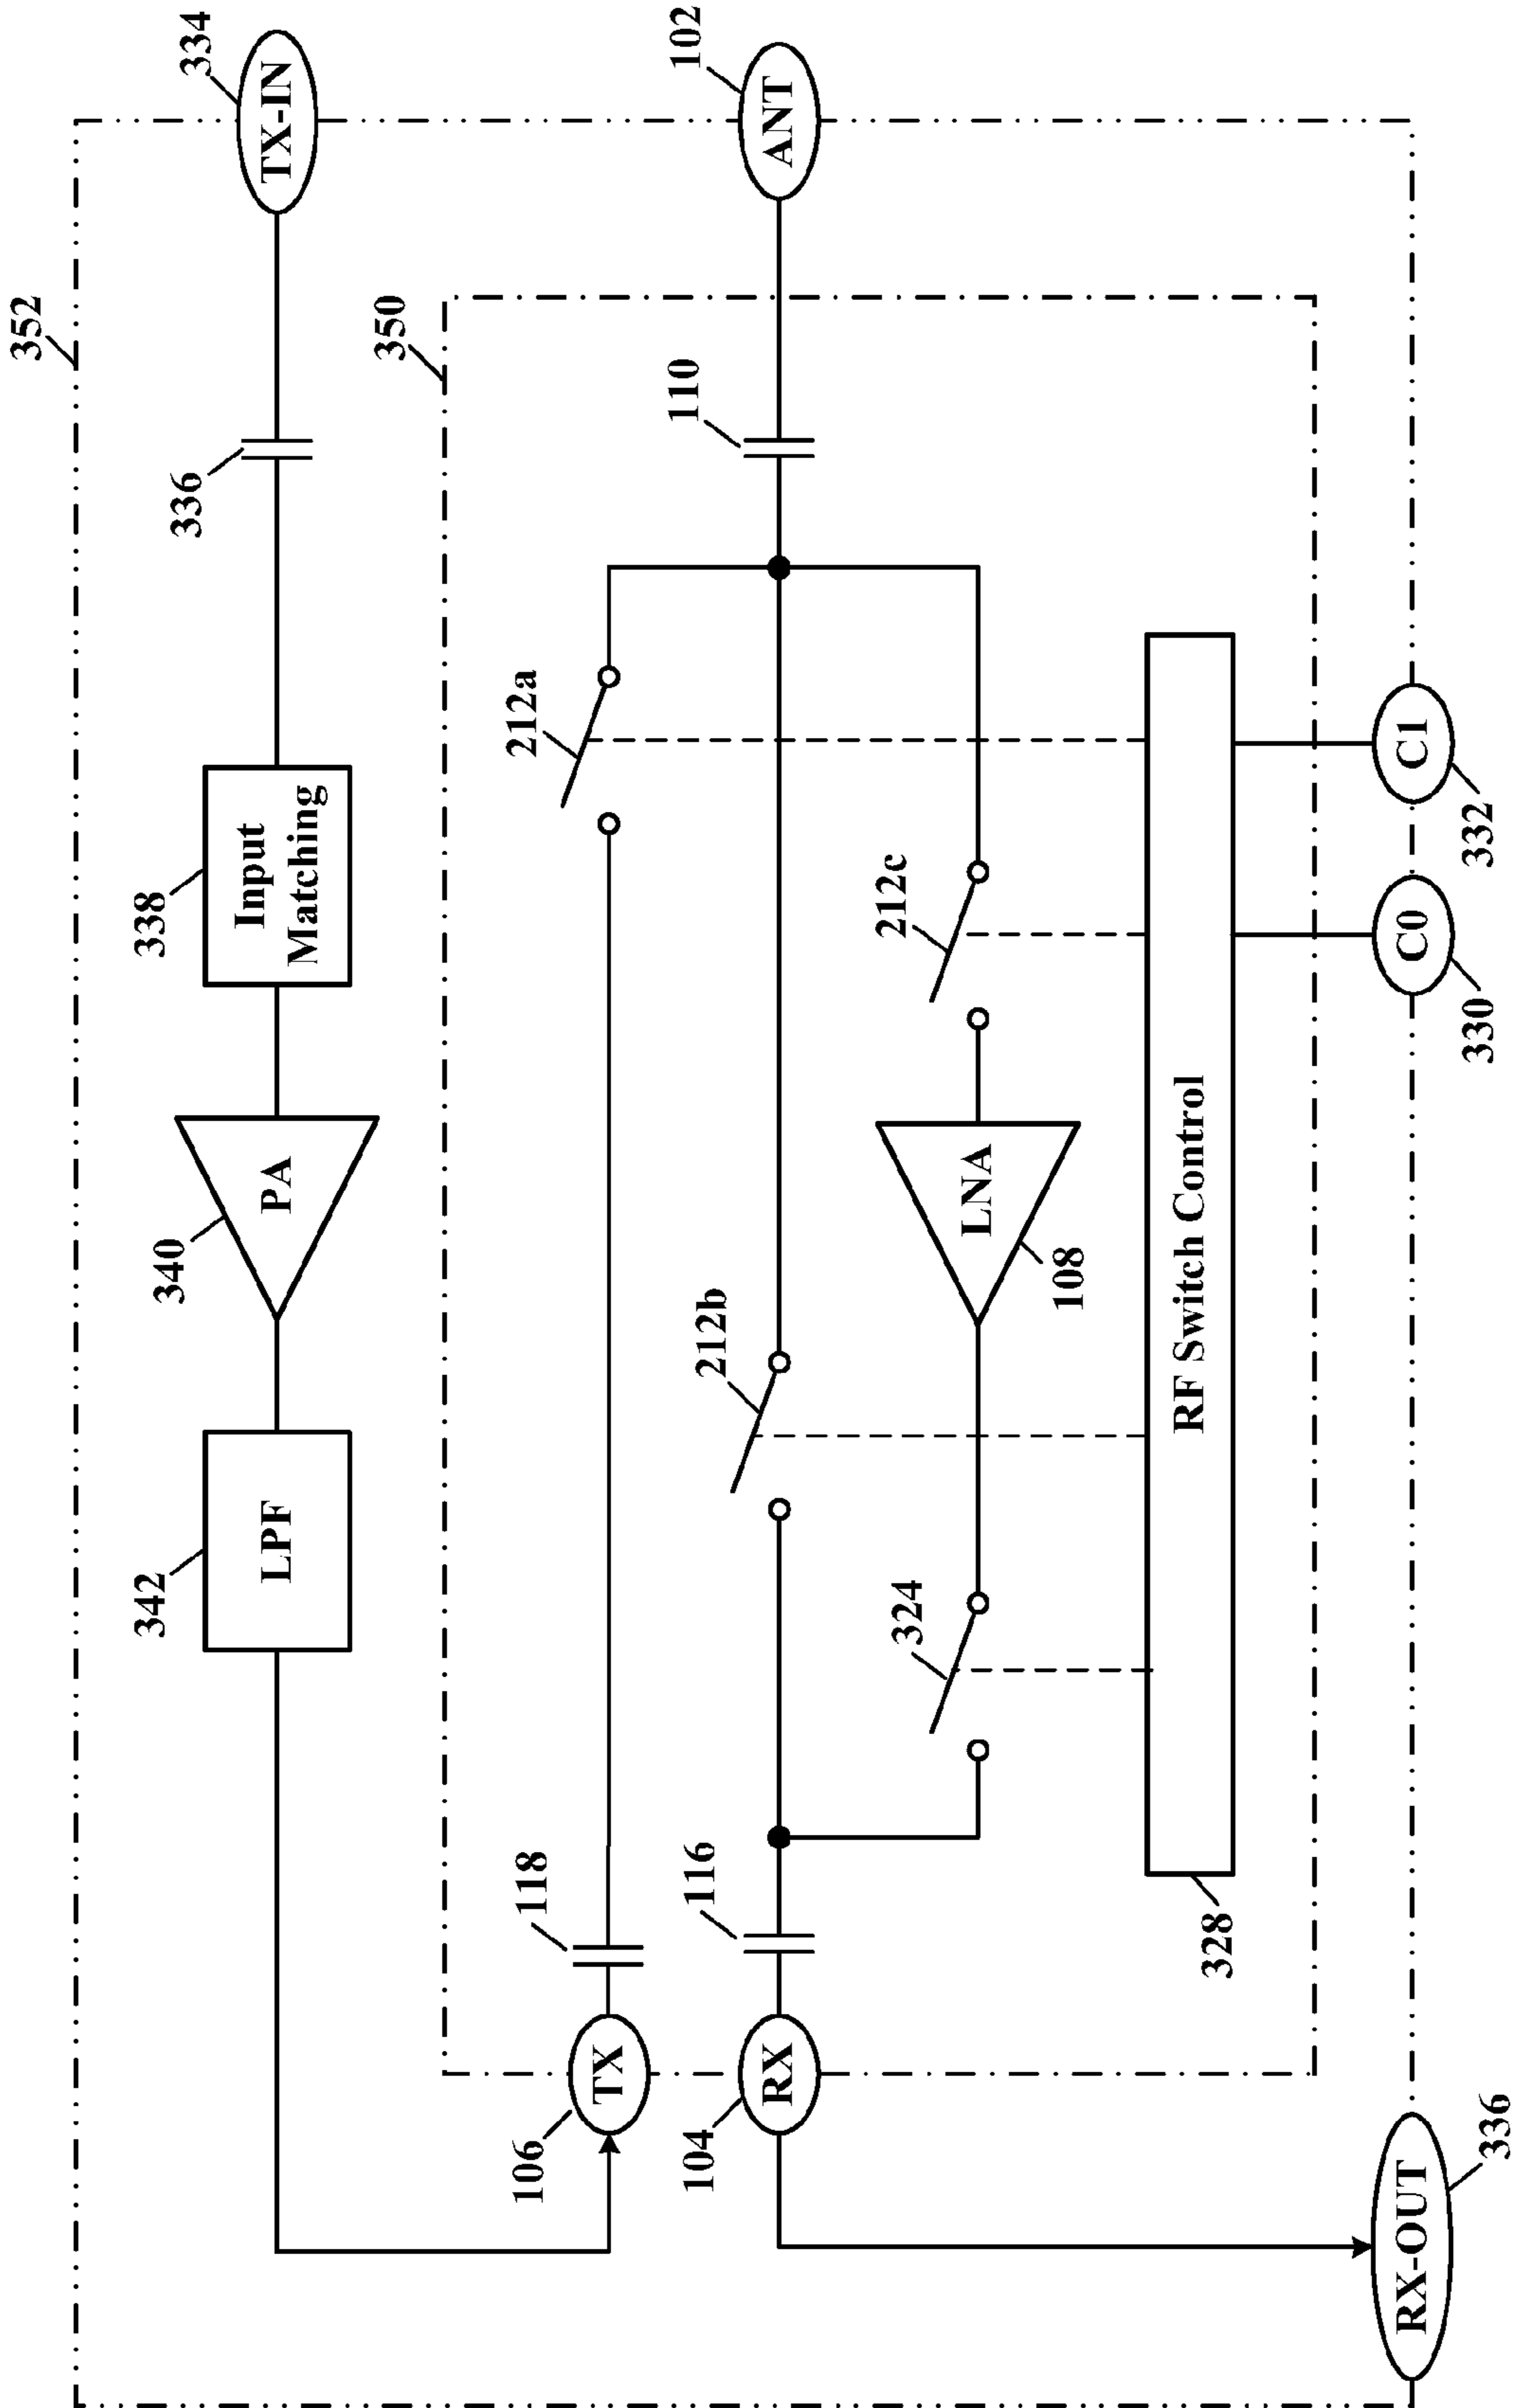 352
334
TX-IN
336
338
Input
Matching
340
PA
342
LPF
350
102
ANT
110
212a
212b
212c
LNA
108
324
118
116
106
TX
104
RX
RF Switch Control
328
C1
332
C0
330
RX-OUT
336